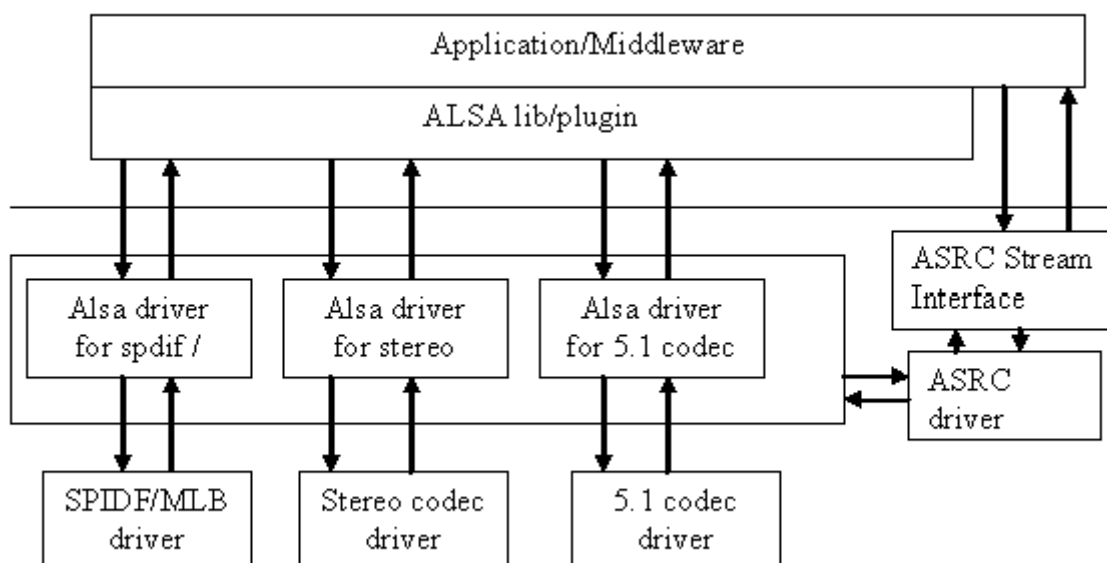 Application/Middleware
ALSA lib/plugin
ASRC Stream
Interface
Alsa driver
for spdif /
Alsa driver
for stereo
Alsa driver
for 5.1 codec
ASRC
driver
SPIDF/MLB
driver
Stereo codec
driver
5.1 codec
driver